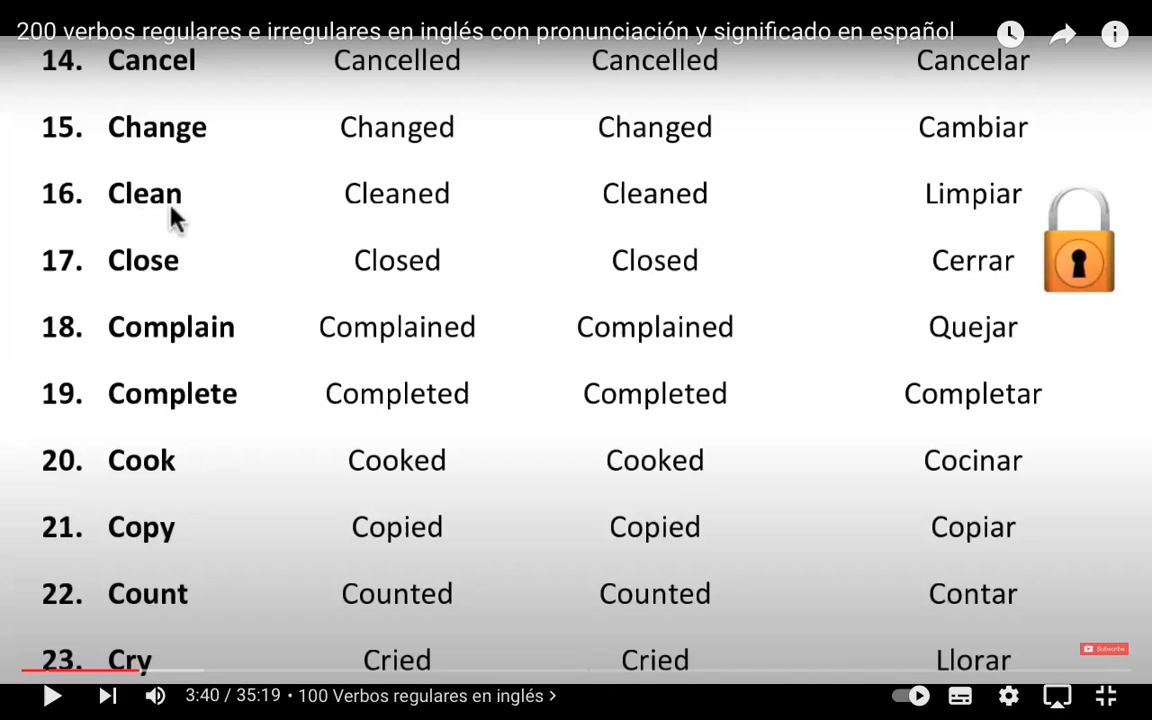 200 verbos regulares e irregulares en inglés con pronunciación y significado en español
14. Cancel Cancelled Cancelled Cancelar
15. Change Changed Changed Cambiar
16. Clean Cleaned Cleaned Limpiar
17. Close Closed Closed Cerrar
18. Complain Complained Complained Quejar
19. Complete Completed Completed Completar
20. Cook Cooked Cooked Cocinar
21. Copy Copied Copied Copiar
22. Count Counted Counted Contar
23. Cry Cried Cried Llorar
Subscribe
3:40 / 35:19 • 100 Verbos regulares en inglés >